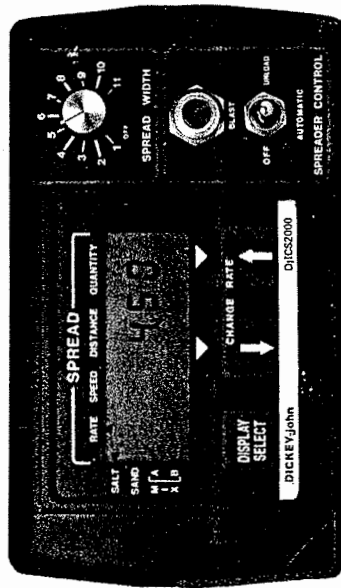 SPREAD
RATE SPEED DISTANCE QUANTITY
SALT
SAND
M A
I
X B
DISPLAY
SELECT
CHANGE RATE
DICKEY-john
DjICS2000
1 2 3 4 5 6 7 8 9 10 11
OFF
SPREAD WIDTH
BLAST
OFF
UNLOAD
AUTOMATIC
SPREADER CONTROL